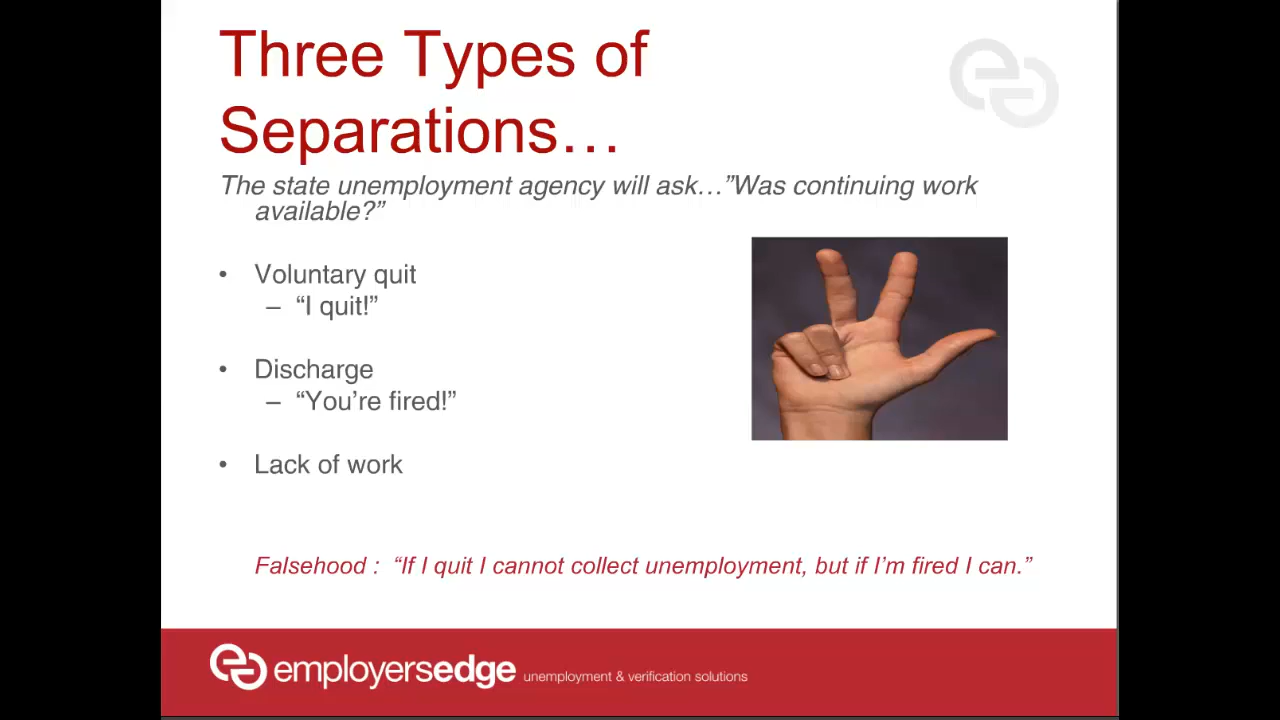 Three Types of
Separations…
The state unemployment agency will ask…”Was continuing work
available?”
• Voluntary quit
– “I quit!”
• Discharge
– “You’re fired!”
• Lack of work
Falsehood : “If I quit I cannot collect unemployment, but if I’m fired I can.”
employersedge unemployment & verification solutions